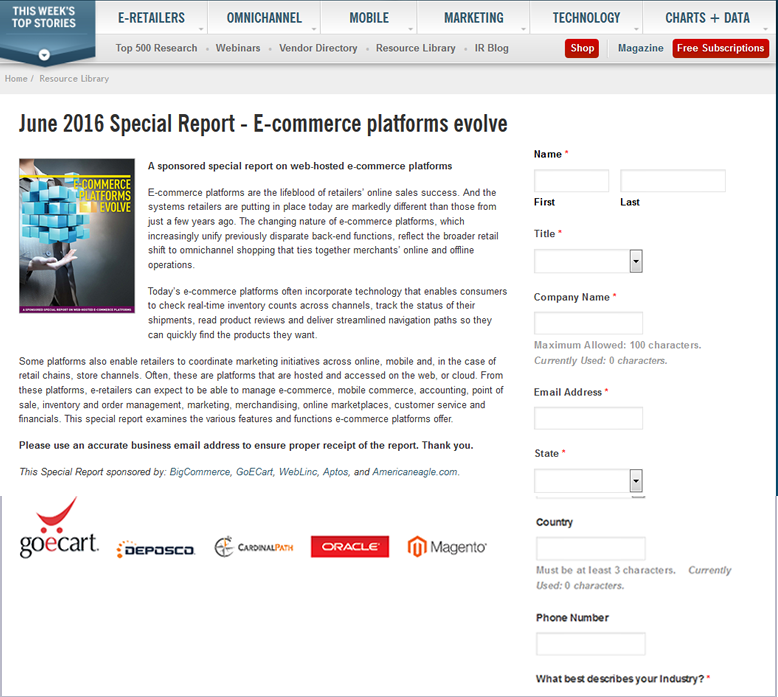 THIS WEEK'S
TOP STORIES
E-RETAILERS
OMNICHANNEL
MOBILE
MARKETING
TECHNOLOGY
CHARTS + DATA
Top 500 Research
Webinars
Vendor Directory
Resource Library
IR Blog
Shop
Magazine
Free Subscriptions
Home / Resource Library
June 2016 Special Report - E-commerce platforms evolve
E-COMMERCE
PLATFORMS
EVOLVE
A SPONSORED SPECIAL REPORT ON WEB-HOSTED E-COMMERCE PLATFORMS
A sponsored special report on web-hosted e-commerce platforms
E-commerce platforms are the lifeblood of retailers' online sales success. And the
systems retailers are putting in place today are markedly different than those from
just a few years ago. The changing nature of e-commerce platforms, which
increasingly unify previously disparate back-end functions, reflect the broader retail
shift to omnichannel shopping that ties together merchants' online and offline
operations.
Today's e-commerce platforms often incorporate technology that enables consumers
to check real-time inventory counts across channels, track the status of their
shipments, read product reviews and deliver streamlined navigation paths so they
can quickly find the products they want.
Some platforms also enable retailers to coordinate marketing initiatives across online, mobile and, in the case of
retail chains, store channels. Often, these are platforms that are hosted and accessed on the web, or cloud. From
these platforms, e-retailers can expect to be able to manage e-commerce, mobile commerce, accounting, point of
sale, inventory and order management, marketing, merchandising, online marketplaces, customer service and
financials. This special report examines the various features and functions e-commerce platforms offer.
Please use an accurate business email address to ensure proper receipt of the report. Thank you.
This Special Report sponsored by: BigCommerce, GoECart, WebLinc, Aptos, and Americaneagle.com.
goecart.
DEPOSCO
CARDINALPATH
ORACLE
Magento
Name *
First
Last
Title *
Company Name *
Maximum Allowed: 100 characters.
Currently Used: 0 characters.
Email Address *
State *
Country
Must be at least 3 characters. Currently
Used: 0 characters.
Phone Number
What best describes your Industry? *